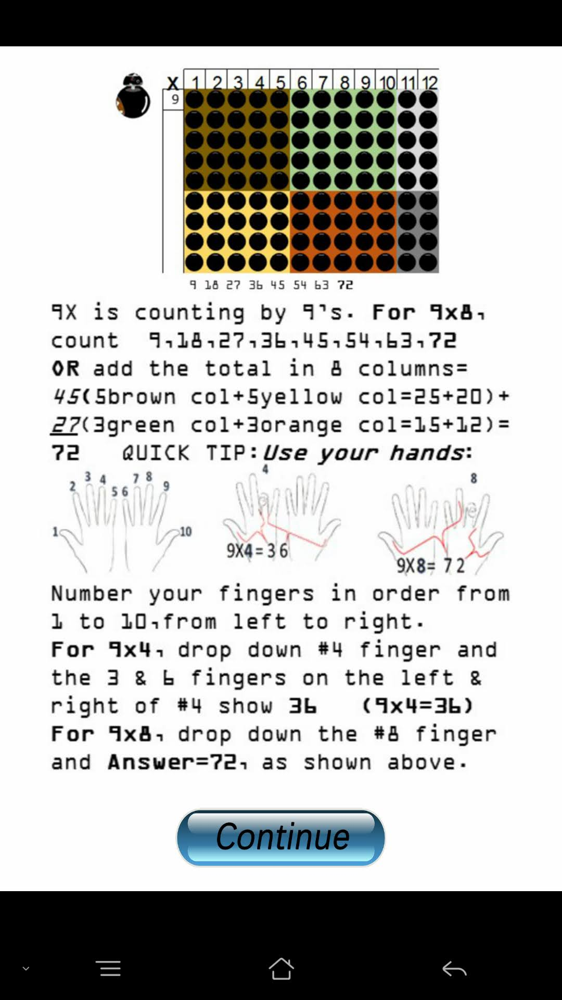 X 1 2 3 4 5 6 7 8 9 10 11 12
9
9 18 27 36 45 54 63 72
9X is counting by 9's. For 9x8,
count 9,18,27,36,45,54,63,72
OR add the total in 8 columns=
45(5brown col+5yellow col=25+20)+
27(3green col+3orange col=15+12)=
72 QUICK TIP:Use your hands:
1 2 3 4 5 6 7 8 9 10
4
9X4=36
8
9X8= 72
Number your fingers in order from
1 to 10,from left to right.
For 9x4, drop down #4 finger and
the 3 & 6 fingers on the left &
right of #4 show 36 (9x4=36)
For 9x8, drop down the #8 finger
and Answer=72, as shown above.
Continue